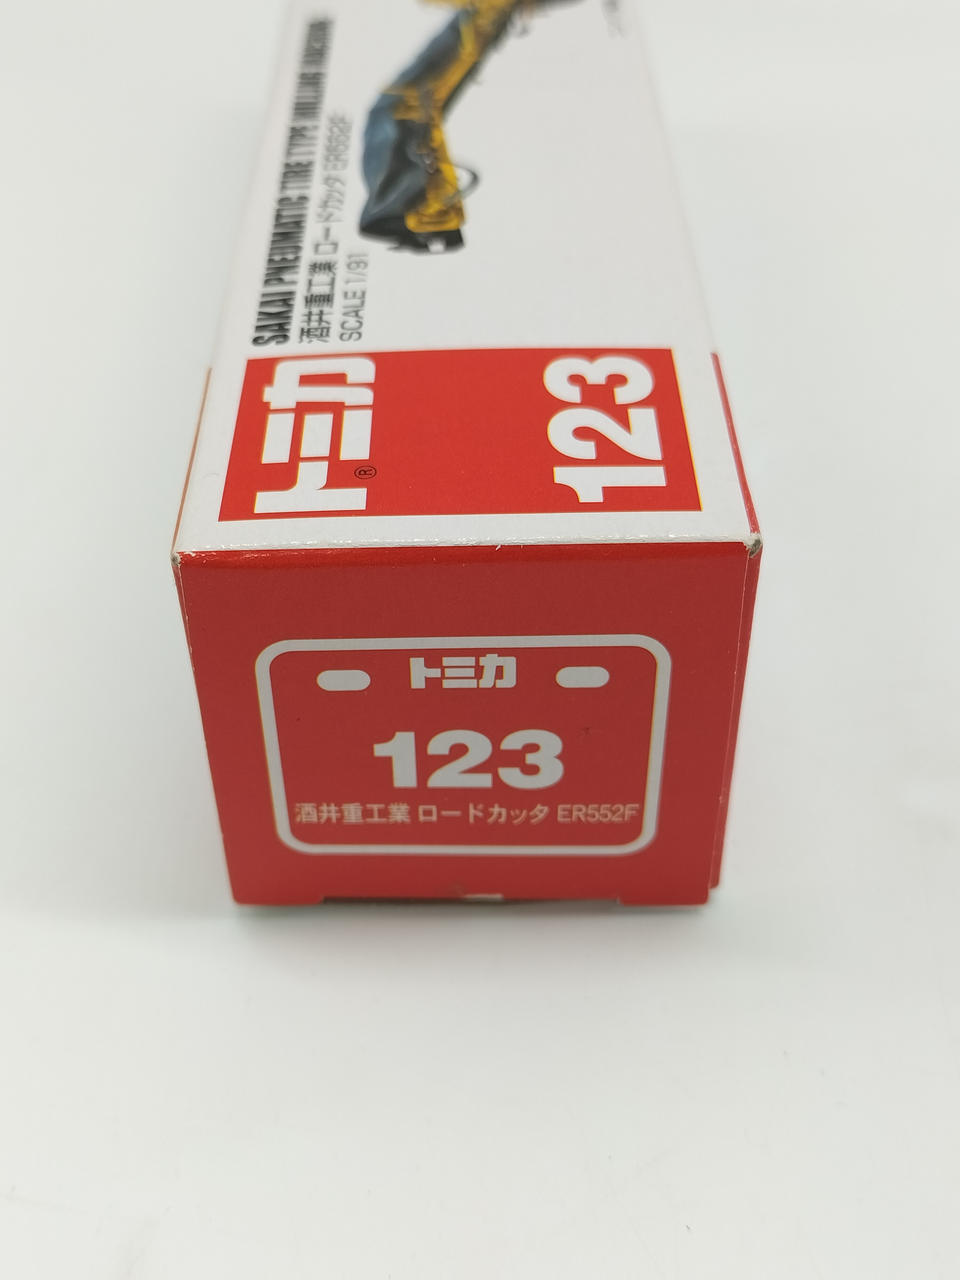 SAKAI PNEUMATIC TIRE TYPE MILLING MACHINE
酒井重工業 ロードカッタ ER552F
SCALE 1/91
トミカ
®
123
トミカ
123
酒井重工業 ロードカッタ ER552F